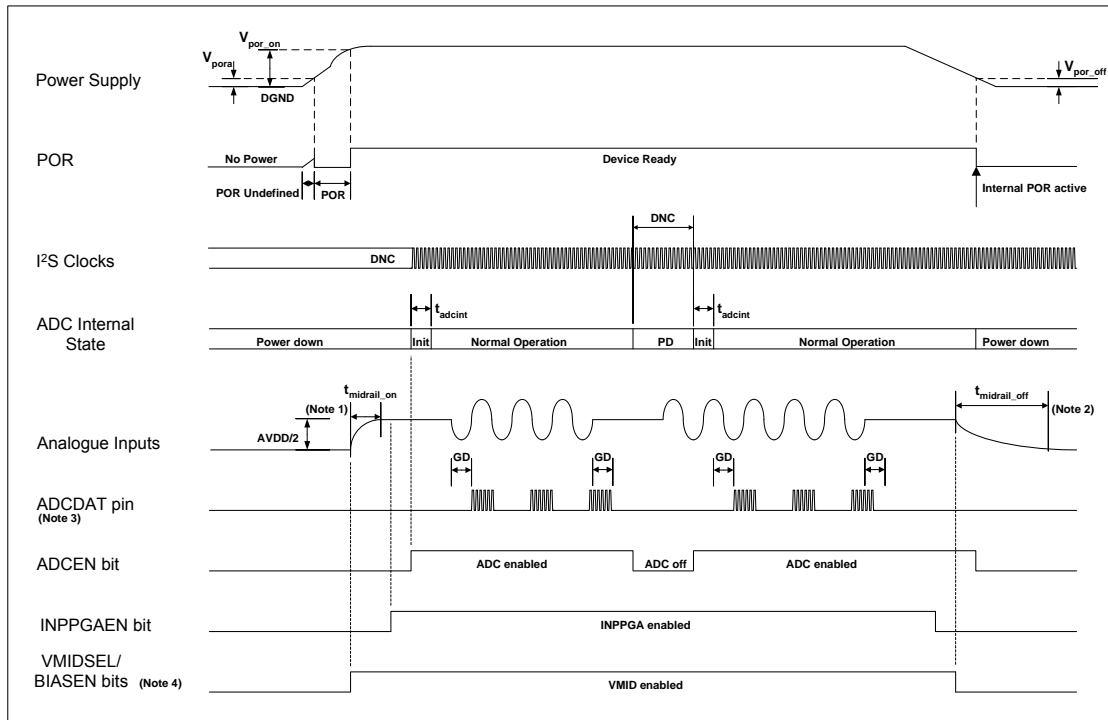 V_por_on
V_pora
Power Supply
DGND
V_por_off
POR
No Power
Device Ready
POR Undefined
POR
Internal POR active
DNC
I²S Clocks
DNC
t_adcint
t_adcint
ADC Internal
State
Power down
Init
Normal Operation
PD
Init
Normal Operation
Power down
t_midrail_on
t_midrail_off
(Note 1)
(Note 2)
Analogue Inputs
AVDD/2
GD
GD
GD
GD
ADCDAT pin
(Note 3)
ADCEN bit
ADC enabled
ADC off
ADC enabled
INPPGAEN bit
INPPGA enabled
VMIDSEL/
BIASEN bits (Note 4)
VMID enabled